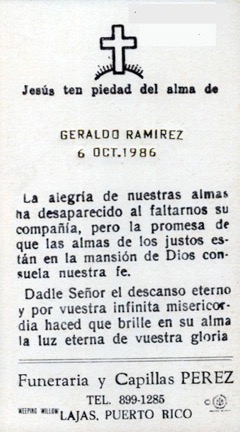 Jesús ten piedad del alma de
GERALDO RAMIREZ
6 OCT.1986
La alegría de nuestras almas
ha desaparecido al faltarnos su
compañía, pero la promesa de
que las almas de los justos es-
tán en la mansión de Dios con-
suela nuestra fe.
Dadle Señor el descanso eterno
y por vuestra infinita misericor-
dia haced que brille en su alma
la luz eterna de vuestra gloria
Funeraria y Capillas PEREZ
TEL. 899-1285
WEEPING WILLOW LAJAS, PUERTO RICO